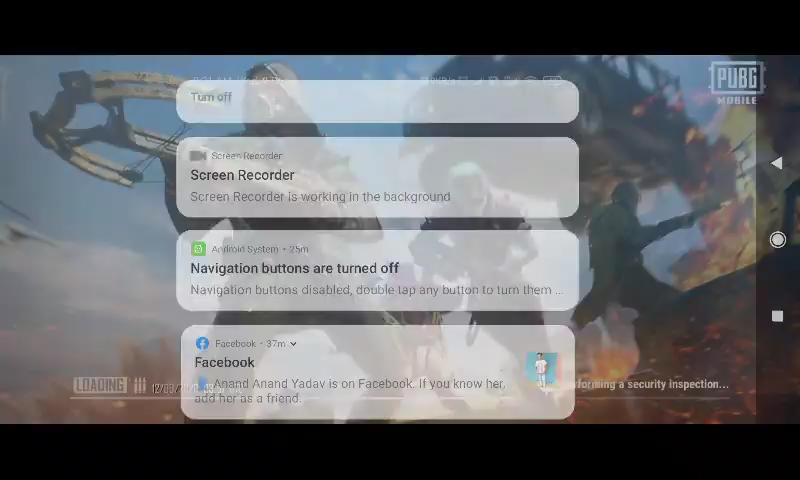 PUBG
MOBILE
Turn off
Screen Recorder
Screen Recorder
Screen Recorder is working in the background
Android System • 25m
Navigation buttons are turned off
Navigation buttons disabled, double tap any button to turn them ...
Facebook • 37m
Facebook
Anand Anand Yadav is on Facebook. If you know her,
add her as a friend.
LOADING
forming a security inspection...